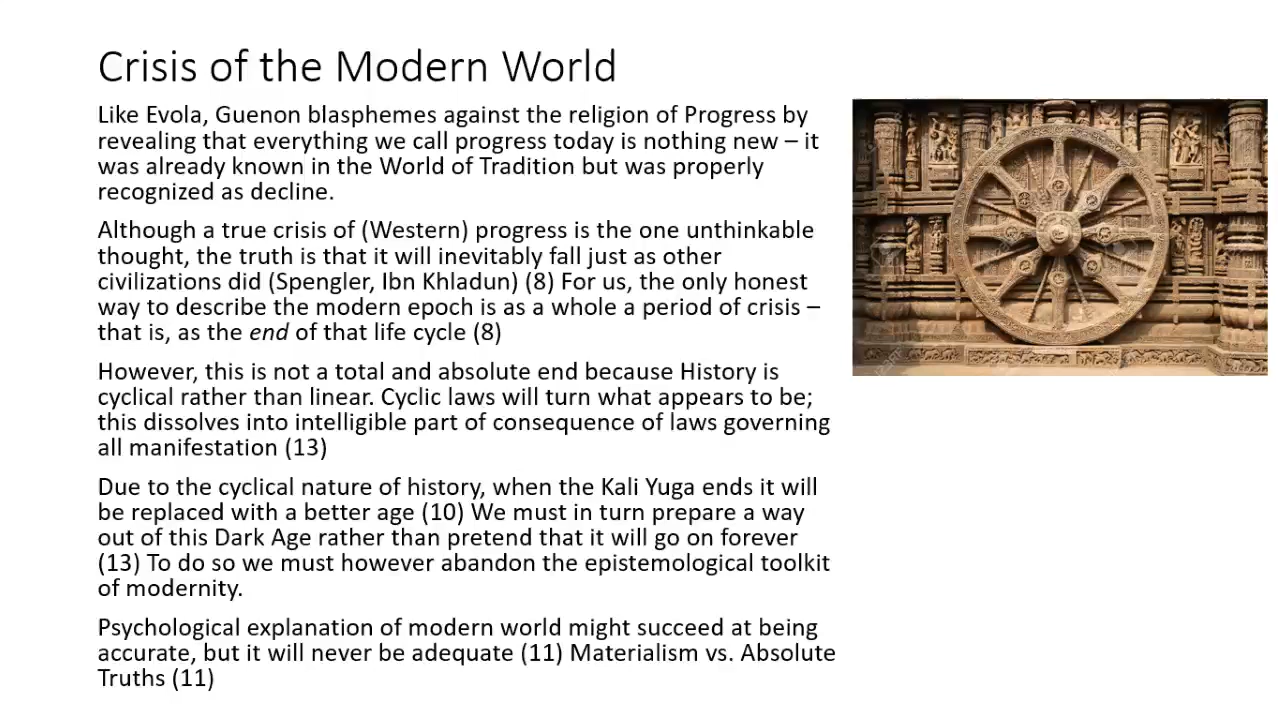 Crisis of the Modern World
Like Evola, Guenon blasphemes against the religion of Progress by
revealing that everything we call progress today is nothing new – it
was already known in the World of Tradition but was properly
recognized as decline.
Although a true crisis of (Western) progress is the one unthinkable
thought, the truth is that it will inevitably fall just as other
civilizations did (Spengler, Ibn Khladun) (8) For us, the only honest
way to describe the modern epoch is as a whole a period of crisis –
that is, as the end of that life cycle (8)
However, this is not a total and absolute end because History is
cyclical rather than linear. Cyclic laws will turn what appears to be;
this dissolves into intelligible part of consequence of laws governing
all manifestation (13)
Due to the cyclical nature of history, when the Kali Yuga ends it will
be replaced with a better age (10) We must in turn prepare a way
out of this Dark Age rather than pretend that it will go on forever
(13) To do so we must however abandon the epistemological toolkit
of modernity.
Psychological explanation of modern world might succeed at being
accurate, but it will never be adequate (11) Materialism vs. Absolute
Truths (11)